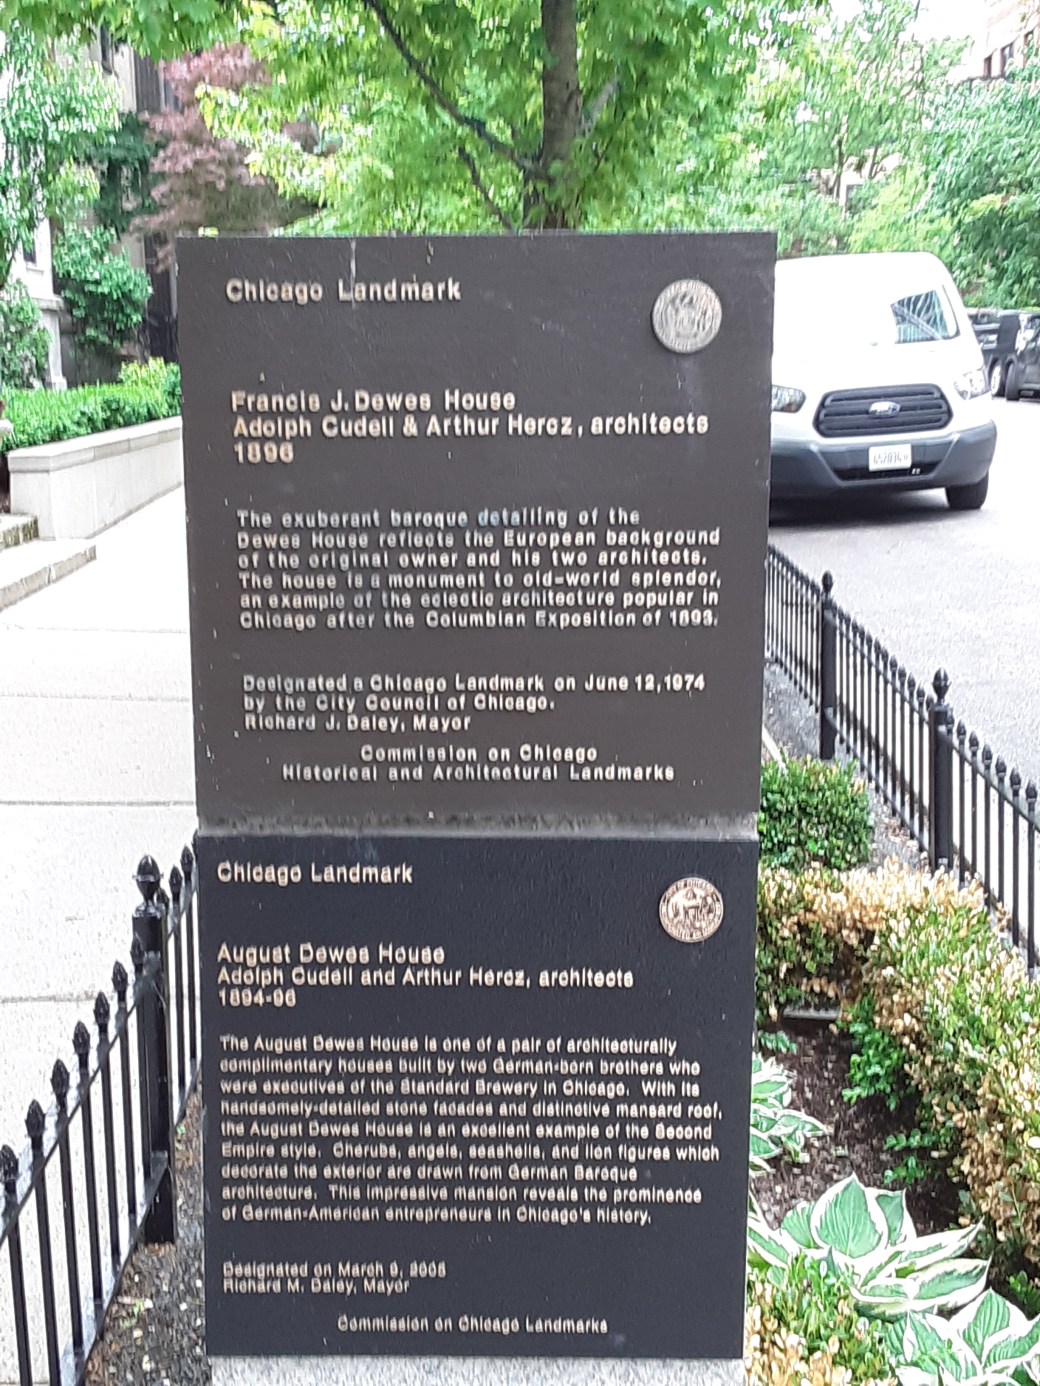 Chicago Landmark
Francis J. Dewes House
Adolph Cudell & Arthur Hercz, architects
1896
The exuberant baroque detailing of the
Dewes House reflects the European background
of the original owner and his two architects.
The house is a monument to old-world splendor,
an example of the eclectic architecture popular in
Chicago after the Columbian Exposition of 1893.
Designated a Chicago Landmark on June 12, 1974
by the City Council of Chicago.
Richard J. Daley, Mayor
Commission on Chicago
Historical and Architectural Landmarks
Chicago Landmark
August Dewes House
Adolph Cudell and Arthur Hercz, architects
1894-96
The August Dewes House is one of a pair of architecturally
complimentary houses built by two German-born brothers who
were executives of the Standard Brewery in Chicago. With its
handsomely-detailed stone facades and distinctive mansard roof,
the August Dewes House is an excellent example of the Second
Empire style. Cherubs, angels, seashells, and lion figures which
decorate the exterior are drawn from German Baroque
architecture. This impressive mansion reveals the prominence
of German-American entrepreneurs in Chicago's history.
Designated on March 9, 2005
Richard M. Daley, Mayor
Commission on Chicago Landmarks
Ford